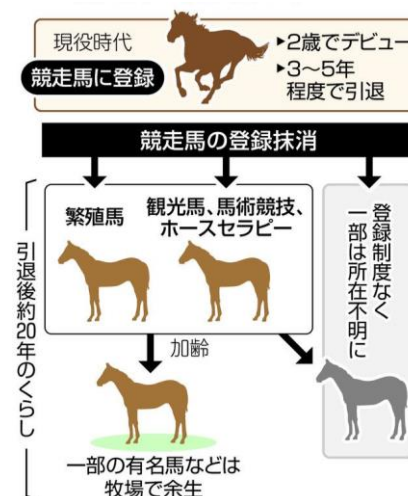 現役時代
競走馬に登録
▶2歳でデビュー
▶3〜5年
程度で引退
競走馬の登録抹消
引退後約20年のくらし
繁殖馬
観光馬、馬術競技、
ホースセラピー
登録制度なく
一部は所在不明に
加齢
一部の有名馬などは
牧場で余生